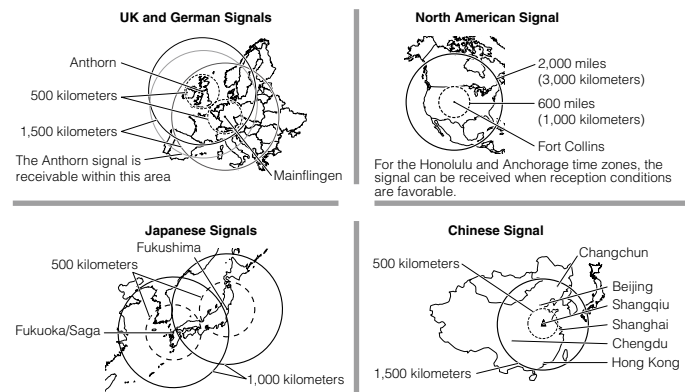 UK and German Signals
Anthorn
500 kilometers
1,500 kilometers
The Anthorn signal is
receivable within this area
Mainflingen
North American Signal
2,000 miles
(3,000 kilometers)
600 miles
(1,000 kilometers)
Fort Collins
For the Honolulu and Anchorage time zones, the
signal can be received when reception conditions
are favorable.
Japanese Signals
Fukushima
500 kilometers
Fukuoka/Saga
1,000 kilometers
Chinese Signal
Changchun
500 kilometers
Beijing
Shangqiu
Shanghai
Chengdu
Hong Kong
1,500 kilometers